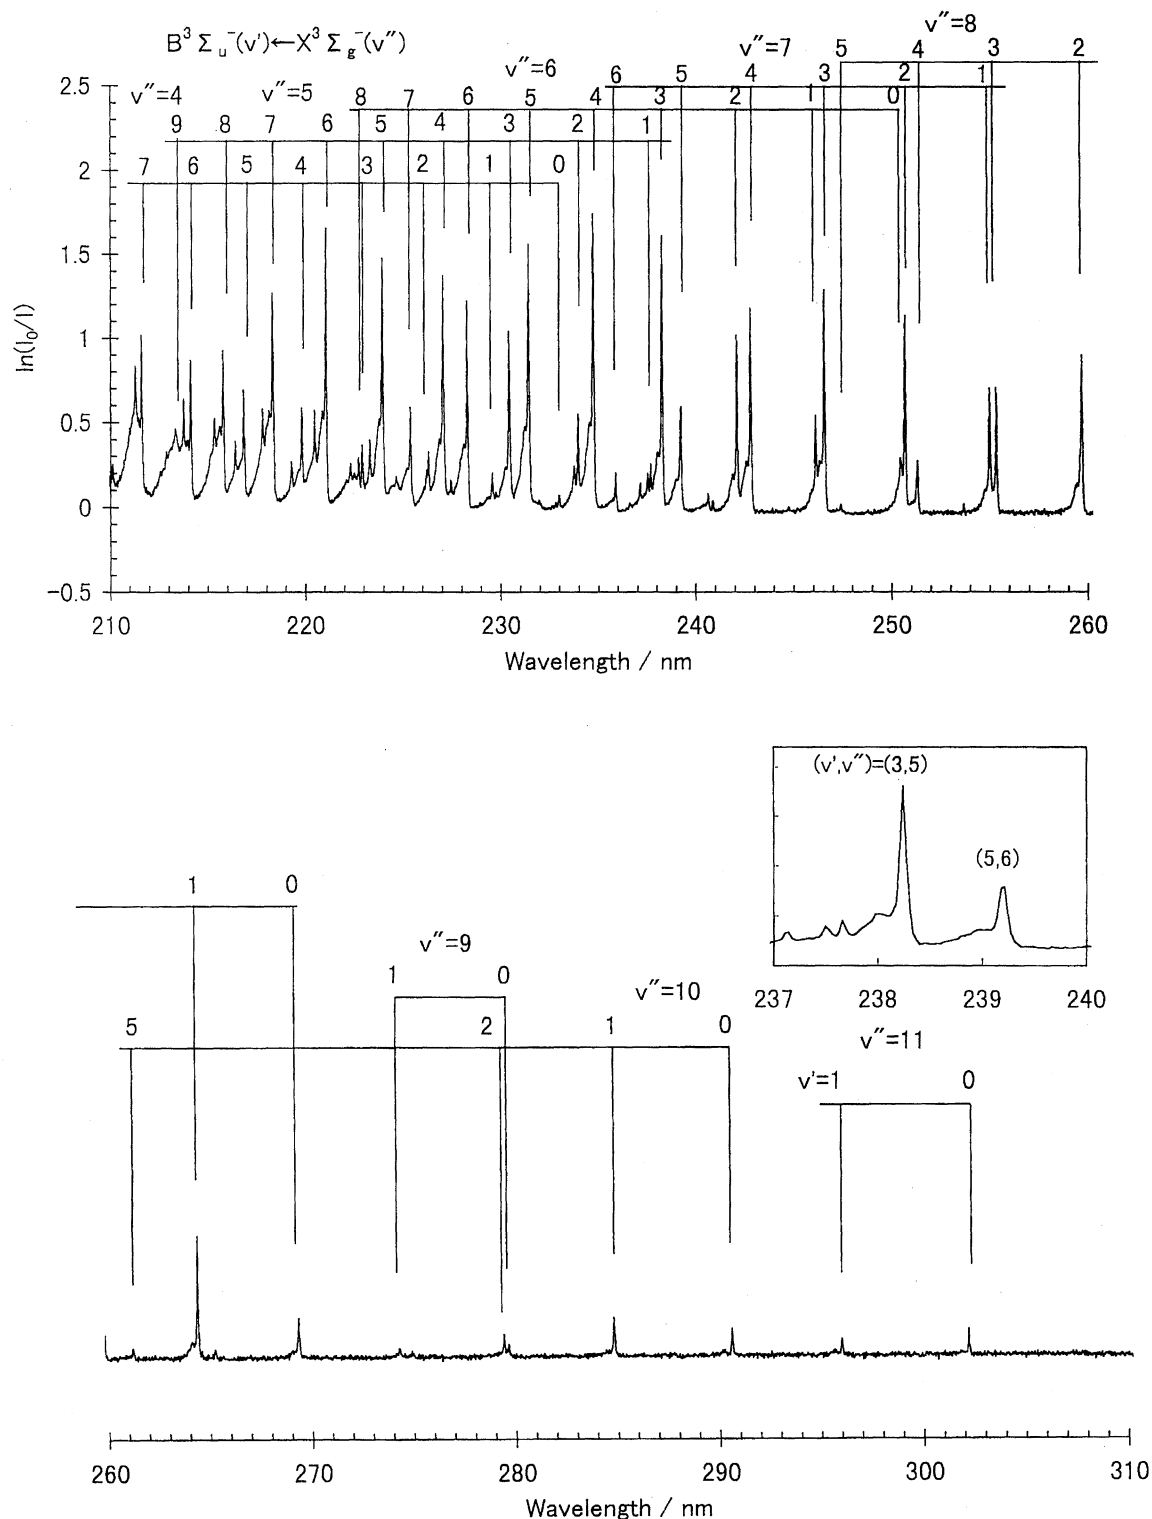 B³Σᵤ⁻(v')←X³Σg⁻(v")
v"=8
v"=7 5 4 3 2
v"=6 6 5 4 3 2 1
v"=4 v"=5 8 7 6 5 4 3 2 1 0
9 8 7 6 5 4 3 2 1
7 6 5 4 3 2 1 0
2.5
2
1.5
1
0.5
0
-0.5
ln(I₀/I)
210 220 230 240 250 260
Wavelength / nm
(v',v")=(3,5)
(5,6)
237 238 239 240
1 0
v"=9
1 0
v"=10
5 2 1 0
v"=11
v'=1 0
260 270 280 290 300 310
Wavelength / nm